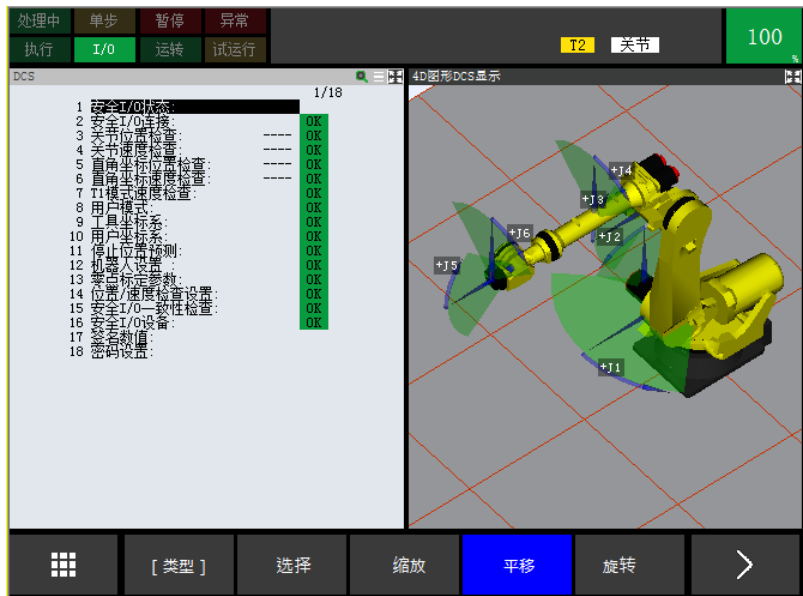 处理中 单步 暂停 异常
执行 I/O 运转 试运行
T2 关节
100 %
DCS
4D图形DCS显示
1/18
1 安全I/O状态:
2 安全I/O连接: OK
3 关节位置检查: ---- OK
4 关节速度检查: ---- OK
5 直角坐标位置检查: ---- OK
6 直角坐标速度检查: ---- OK
7 T1模式速度检查: OK
8 用户模式: OK
9 工具坐标系: OK
10 用户坐标系: OK
11 停止位置预测: OK
12 机器人设置: OK
13 零点标定参数: OK
14 位置/速度检查设置: OK
15 安全I/O一致性检查: OK
16 安全I/O设备: OK
17 签名数值:
18 密码设置:
+J4
+J3
+J6
+J2
+J5
+J1
[ 类型 ] 选择 缩放 平移 旋转